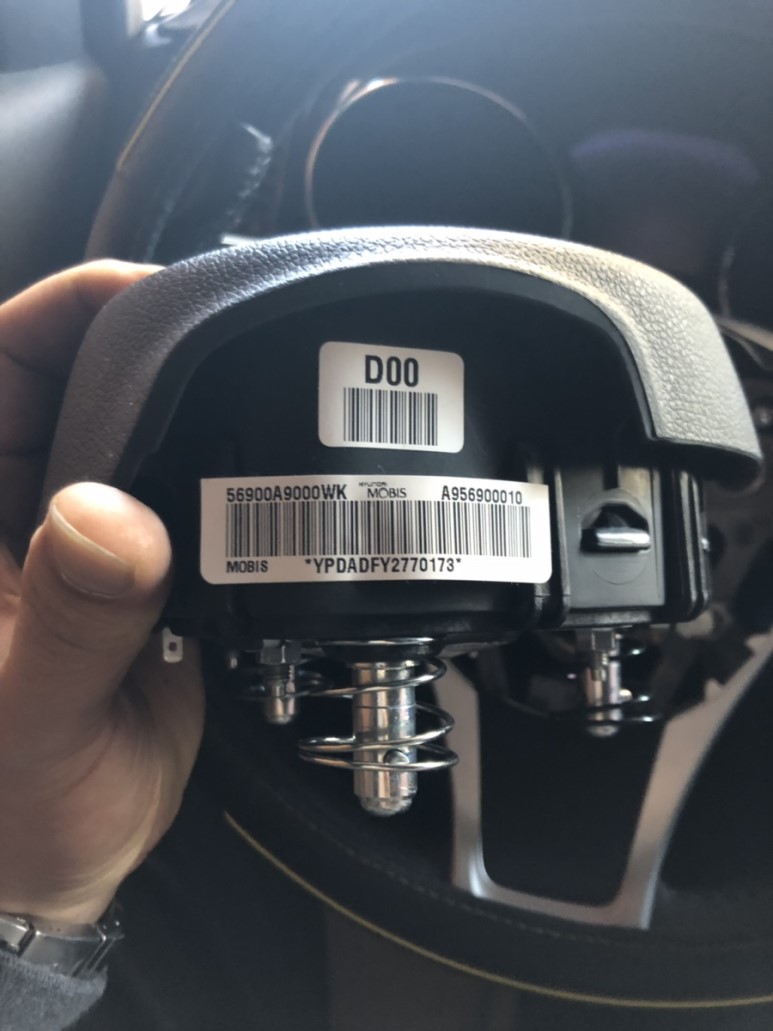 D00
56900A9000WK HYUNDAI MOBIS A956900010
MOBIS *YPDADFY2770173*